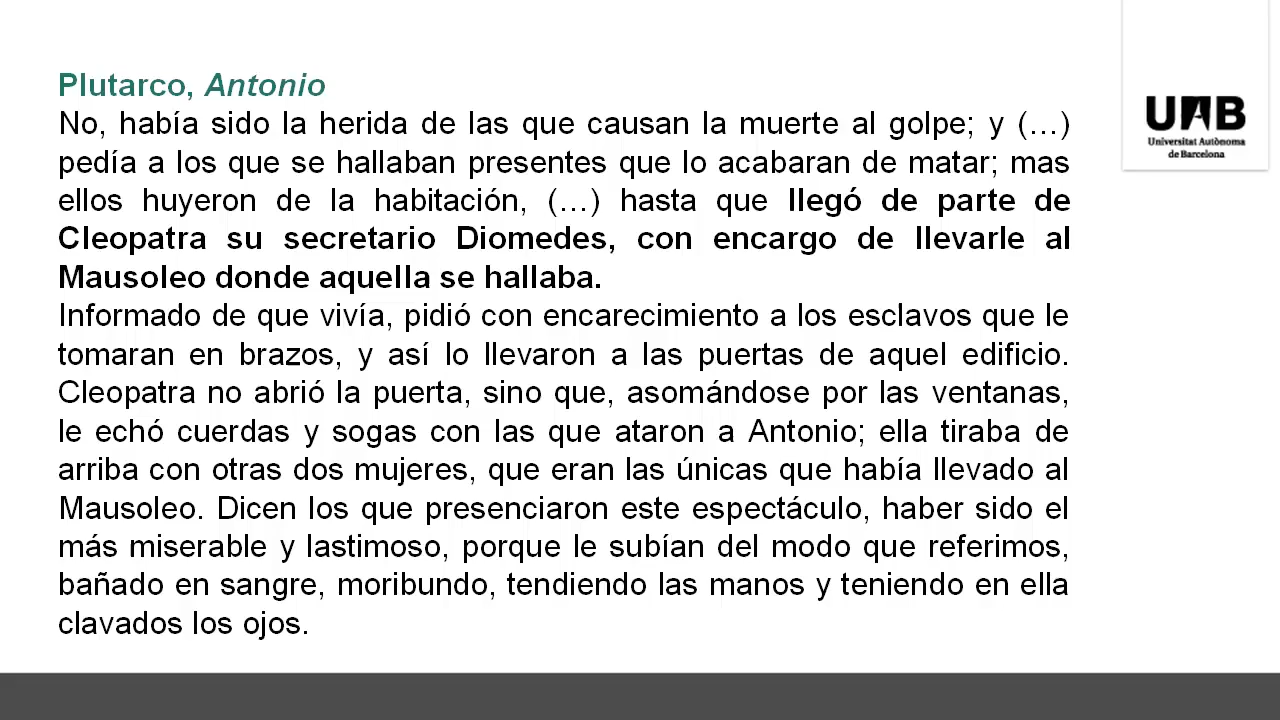 Plutarco, Antonio
No, había sido la herida de las que causan la muerte al golpe; y (…)
pedía a los que se hallaban presentes que lo acabaran de matar; mas
ellos huyeron de la habitación, (…) hasta que llegó de parte de
Cleopatra su secretario Diomedes, con encargo de llevarle al
Mausoleo donde aquella se hallaba.
Informado de que vivía, pidió con encarecimiento a los esclavos que le
tomaran en brazos, y así lo llevaron a las puertas de aquel edificio.
Cleopatra no abrió la puerta, sino que, asomándose por las ventanas,
le echó cuerdas y sogas con las que ataron a Antonio; ella tiraba de
arriba con otras dos mujeres, que eran las únicas que había llevado al
Mausoleo. Dicen los que presenciaron este espectáculo, haber sido el
más miserable y lastimoso, porque le subían del modo que referimos,
bañado en sangre, moribundo, tendiendo las manos y teniendo en ella
clavados los ojos.
UAB
Universitat Autònoma
de Barcelona